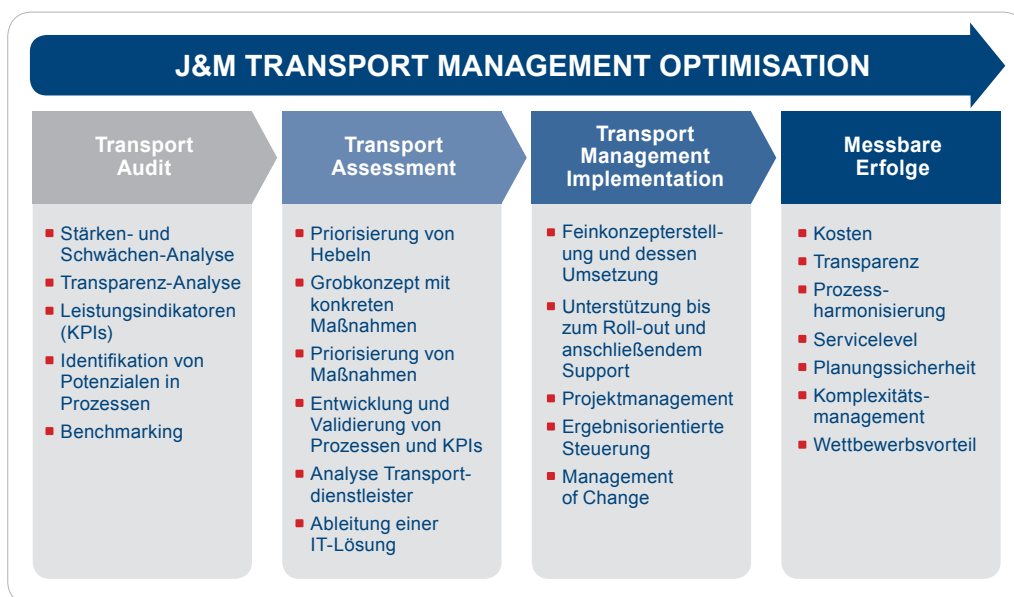 J&M TRANSPORT MANAGEMENT OPTIMISATION
Transport
Audit
Stärken- und
Schwächen-Analyse
Transparenz-Analyse
Leistungsindikatoren
(KPIs)
Identifikation von
Potenzialen in
Prozessen
Benchmarking
Transport
Assessment
Priorisierung von
Hebeln
Grobkonzept mit
konkreten
Maßnahmen
Priorisierung von
Maßnahmen
Entwicklung und
Validierung von
Prozessen und KPIs
Analyse Transport-
dienstleister
Ableitung einer
IT-Lösung
Transport
Management
Implementation
Feinkonzepterstell-
ung und dessen
Umsetzung
Unterstützung bis
zum Roll-out und
anschließendem
Support
Projektmanagement
Ergebnisorientierte
Steuerung
Management
of Change
Messbare
Erfolge
Kosten
Transparenz
Prozess-
harmonisierung
Servicelevel
Planungssicherheit
Komplexitäts-
management
Wettbewerbsvorteil